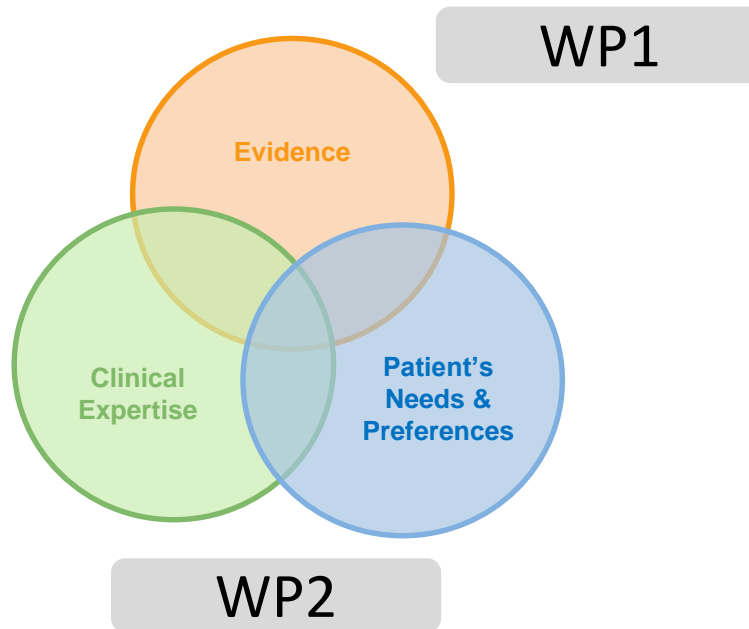 WP1
Evidence
Clinical
Expertise
Patient’s
Needs &
Preferences
WP2